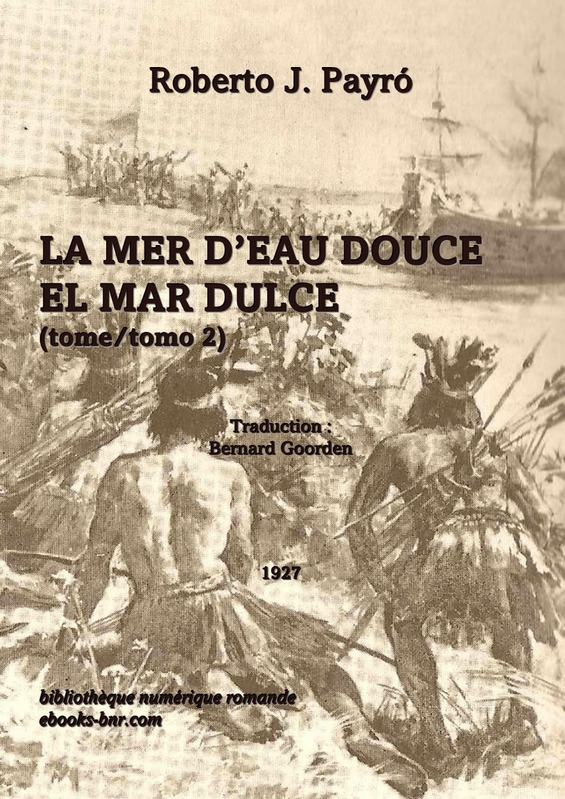 Roberto J. Payró
LA MER D’EAU DOUCE
EL MAR DULCE
(tome/tomo 2)
Traduction :
Bernard Goorden
1927
bibliothèque numérique romande
ebooks-bnr.com